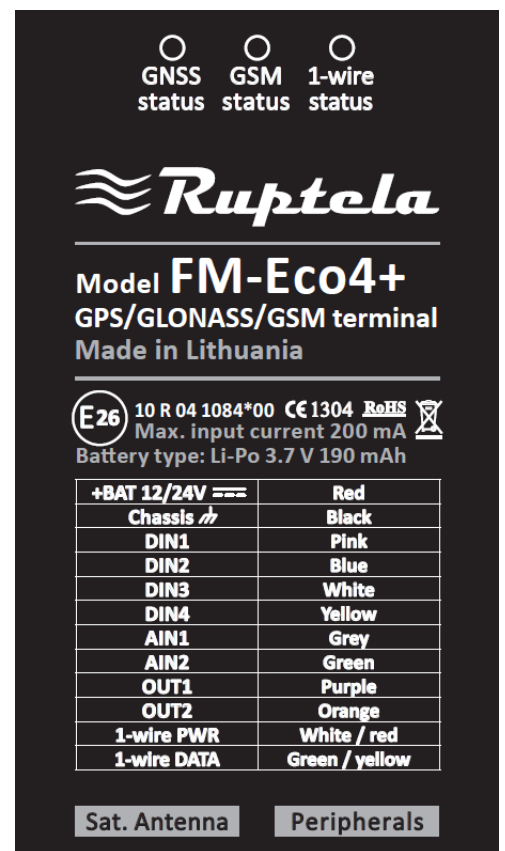 GNSS status GSM status 1-wire status
Ruptela
Model FM-Eco4+
GPS/GLONASS/GSM terminal
Made in Lithuania
E26 10 R 04 1084*00 CE 1304 RoHS
Max. input current 200 mA
Battery type: Li-Po 3.7 V 190 mAh
+BAT 12/24V Red
Chassis Black
DIN1 Pink
DIN2 Blue
DIN3 White
DIN4 Yellow
AIN1 Grey
AIN2 Green
OUT1 Purple
OUT2 Orange
1-wire PWR White / red
1-wire DATA Green / yellow
Sat. Antenna Peripherals